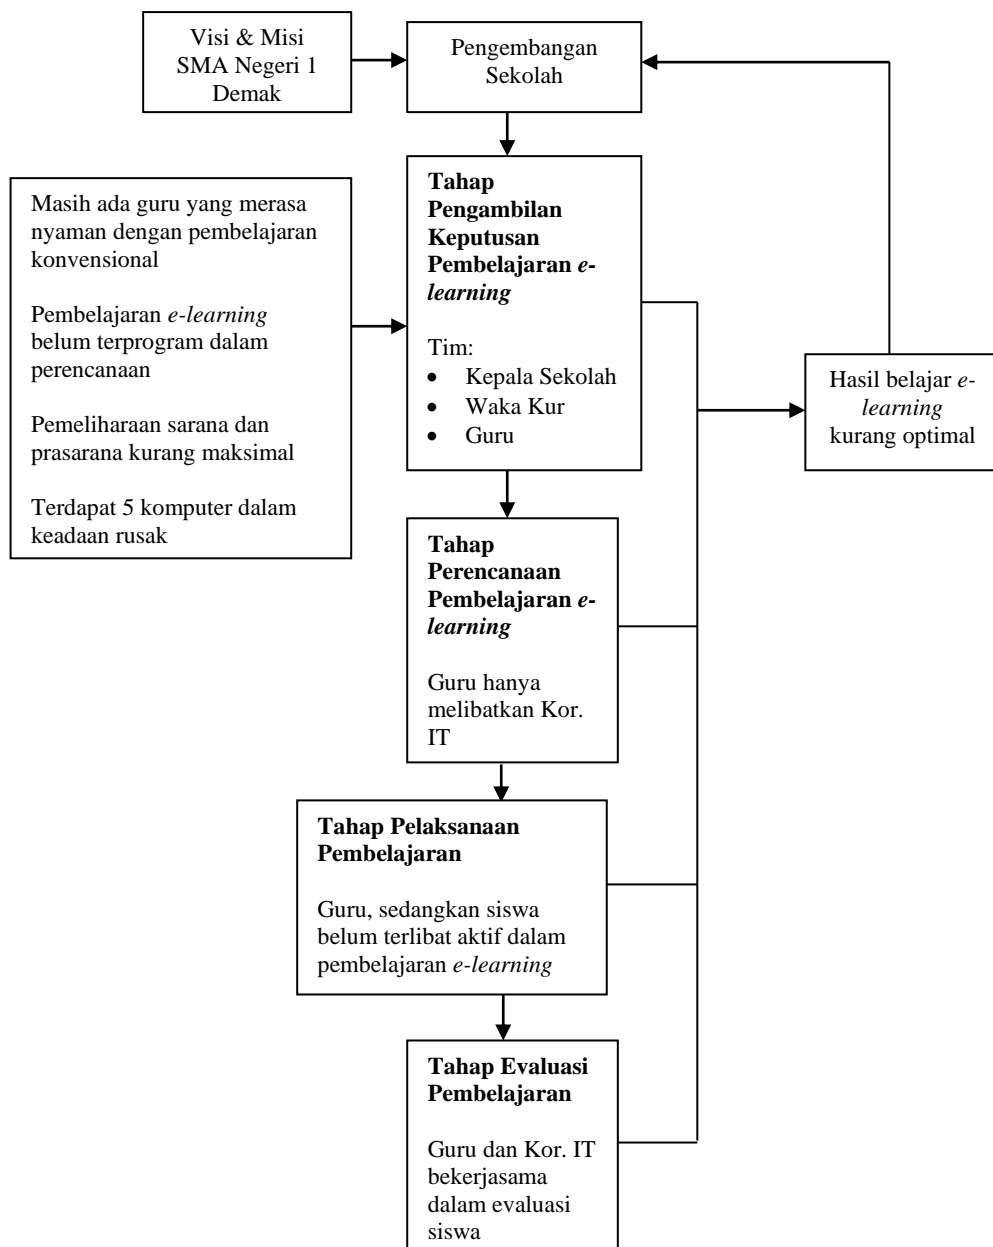 Visi & Misi
SMA Negeri 1
Demak
Pengembangan
Sekolah
Masih ada guru yang merasa
nyaman dengan pembelajaran
konvensional
Pembelajaran e-learning
belum terprogram dalam
perencanaan
Pemeliharaan sarana dan
prasarana kurang maksimal
Terdapat 5 komputer dalam
keadaan rusak
Tahap
Pengambilan
Keputusan
Pembelajaran e-
learning
Tim:
• Kepala Sekolah
• Waka Kur
• Guru
Hasil belajar e-
learning
kurang optimal
Tahap
Perencanaan
Pembelajaran e-
learning
Guru hanya
melibatkan Kor.
IT
Tahap Pelaksanaan
Pembelajaran
Guru, sedangkan siswa
belum terlibat aktif dalam
pembelajaran e-learning
Tahap Evaluasi
Pembelajaran
Guru dan Kor. IT
bekerjasama
dalam evaluasi
siswa